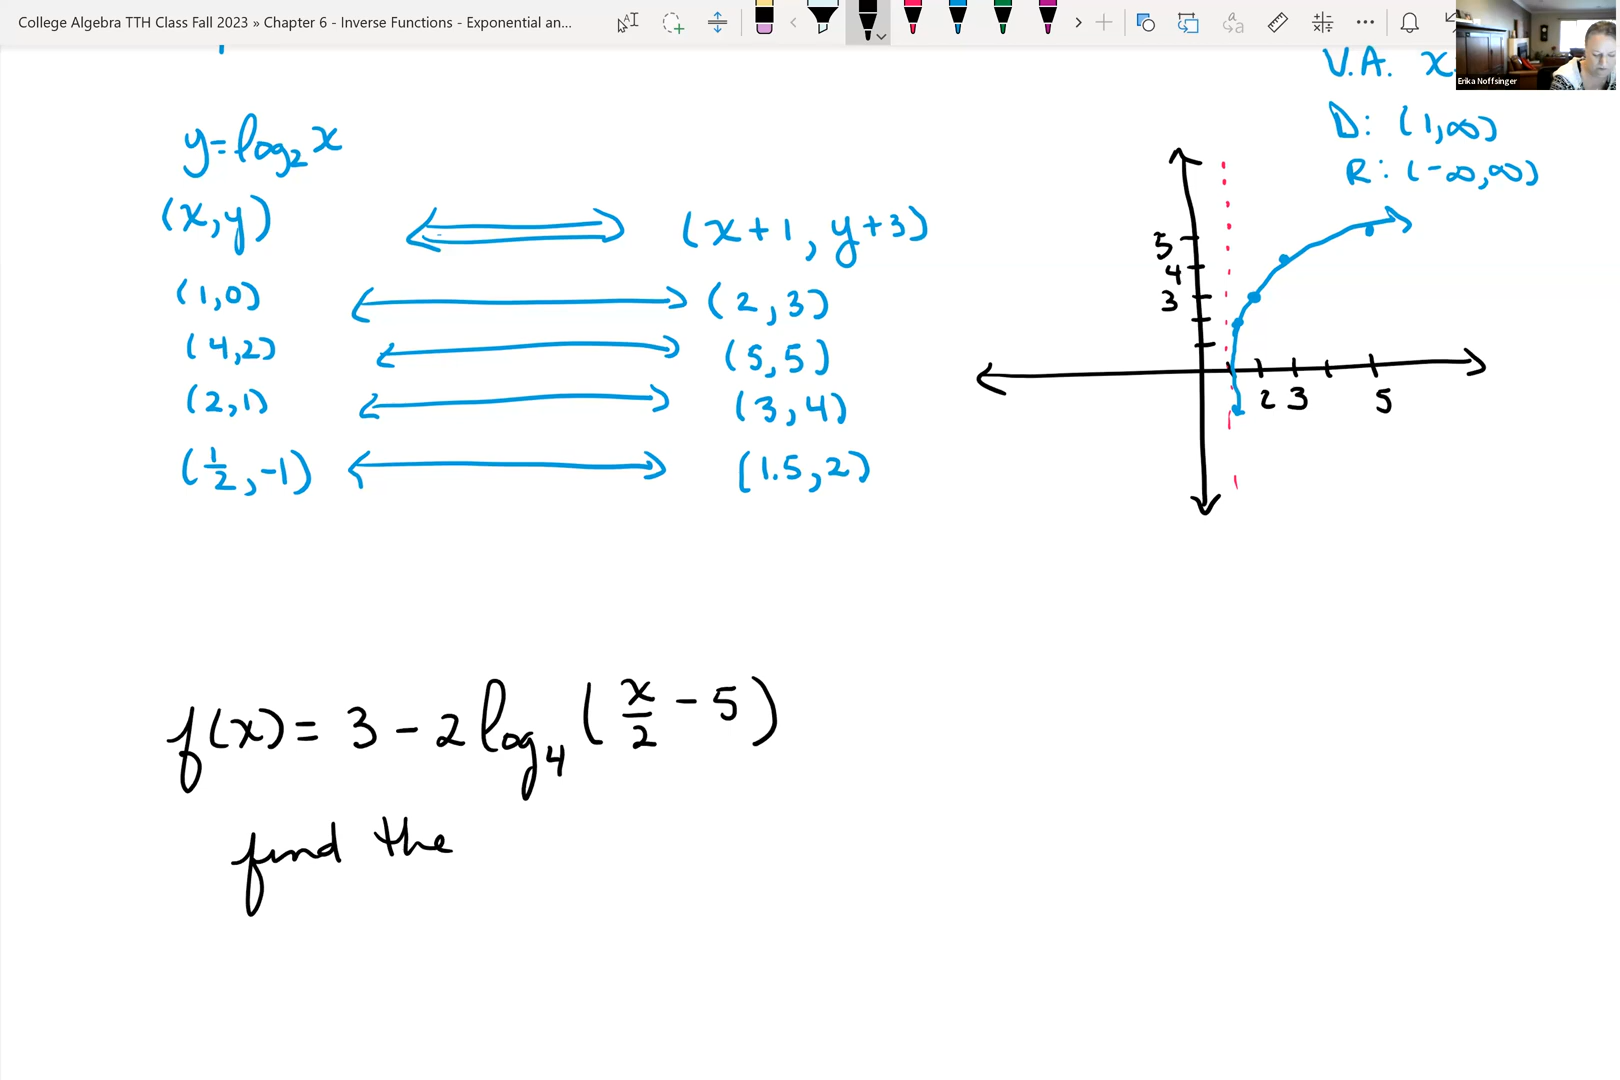 College Algebra TTH Class Fall 2023 » Chapter 6 - Inverse Functions - Exponential an...
Erika Noffsinger
V.A. x
D: (1,∞)
R: (-∞,∞)
y=log₂x
(x,y) (x+1, y+3)
(1,0) (2,3)
(4,2) (5,5)
(2,1) (3,4)
(1/2,-1) (1.5,2)
5
4
3
2 3 5
f(x)= 3 - 2log₄(x/2 - 5)
find the